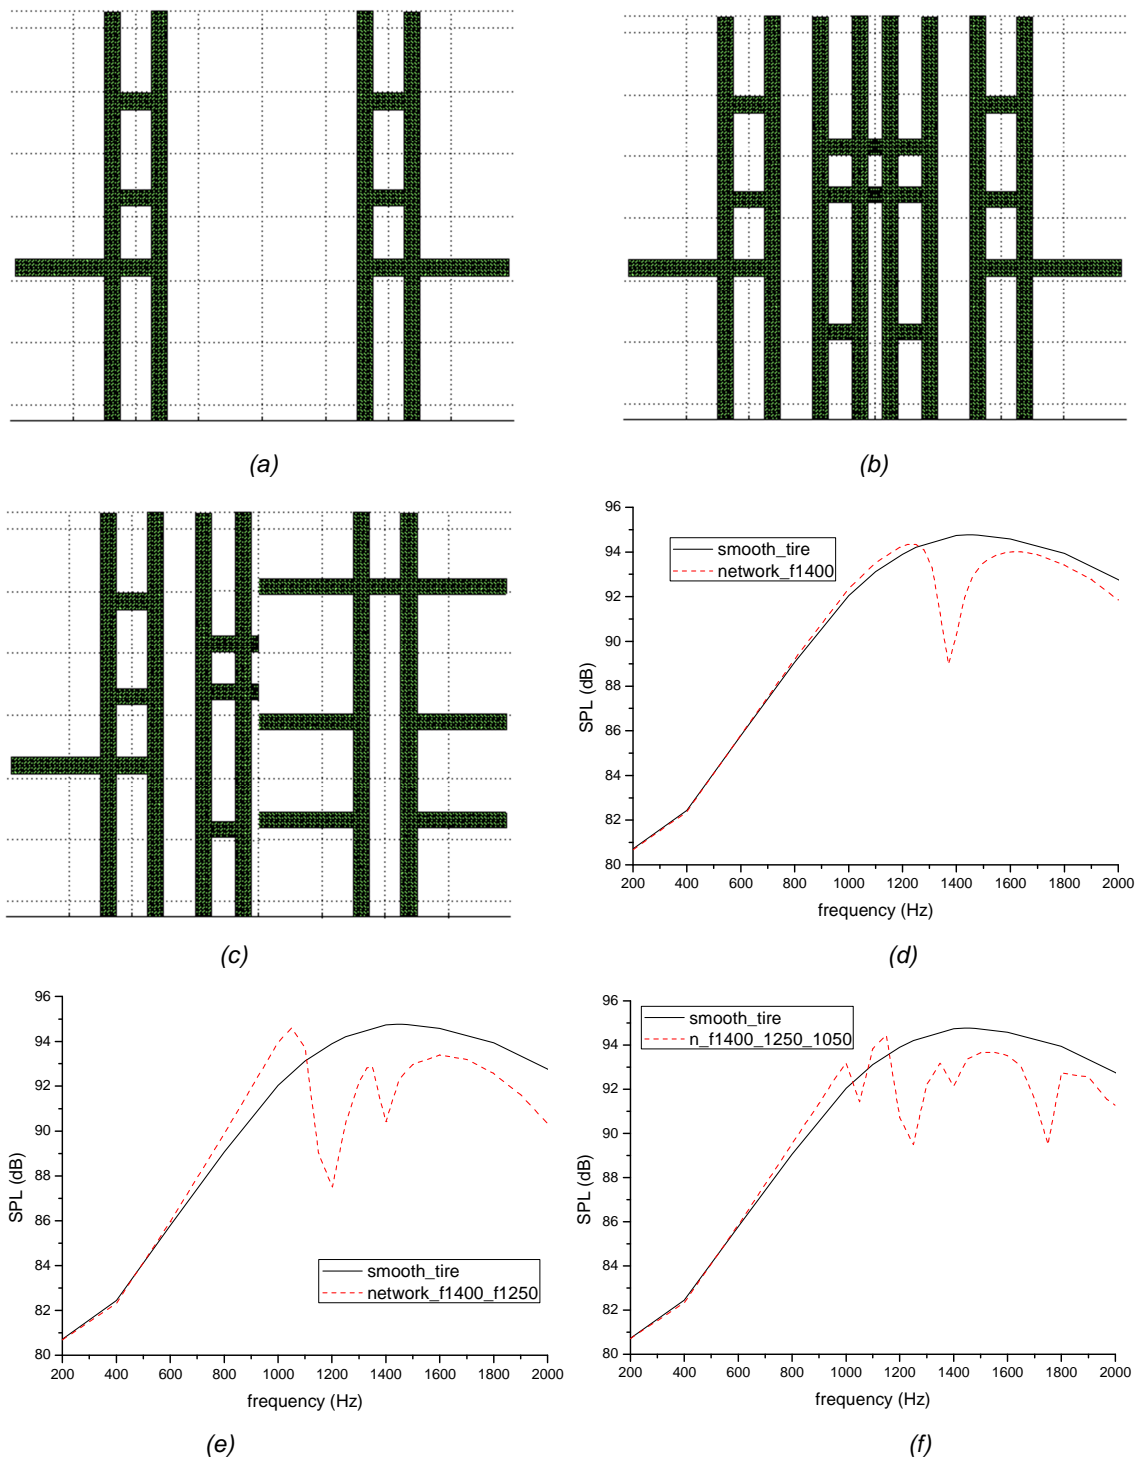 (a)
(b)
(c)
96
94
92
90
88
86
84
82
80
SPL (dB)
smooth_tire
network_f1400
200 400 600 800 1000 1200 1400 1600 1800 2000
frequency (Hz)
(d)
96
94
92
90
88
86
84
82
80
SPL (dB)
smooth_tire
network_f1400_f1250
200 400 600 800 1000 1200 1400 1600 1800 2000
frequency (Hz)
(e)
96
94
92
90
88
86
84
82
80
SPL (dB)
smooth_tire
n_f1400_1250_1050
200 400 600 800 1000 1200 1400 1600 1800 2000
frequency (Hz)
(f)